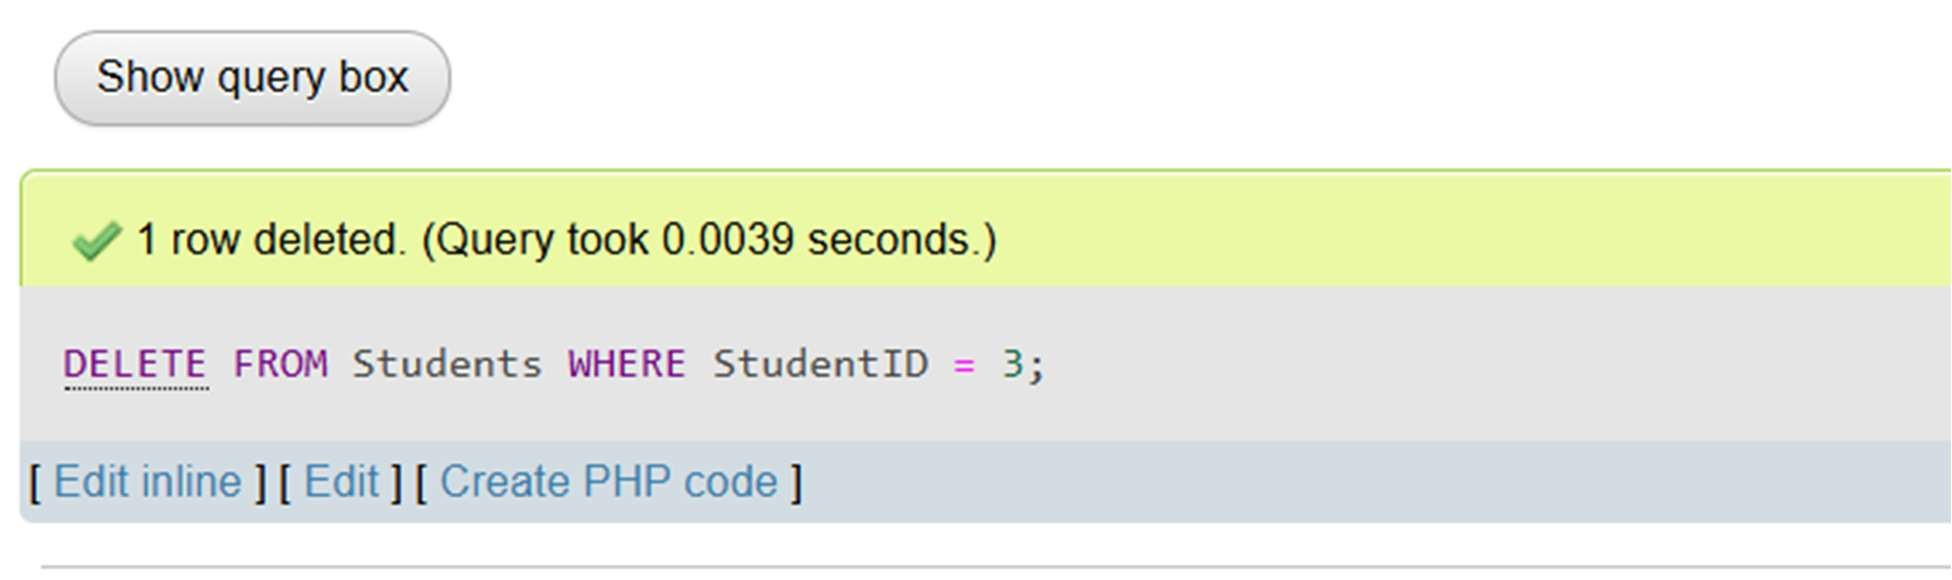 Show query box
1 row deleted. (Query took 0.0039 seconds.)
DELETE FROM Students WHERE StudentID = 3;
[ Edit inline ] [ Edit ] [ Create PHP code ]